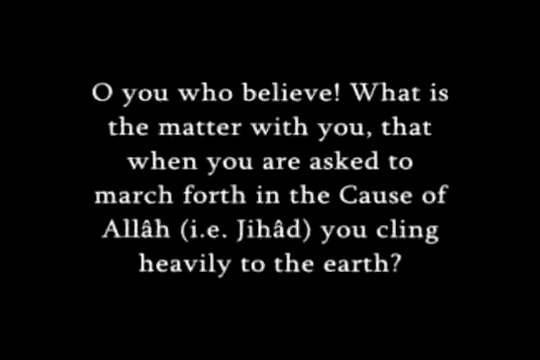 O you who believe! What is
the matter with you, that
when you are asked to
march forth in the Cause of
Allâh (i.e. Jihâd) you cling
heavily to the earth?